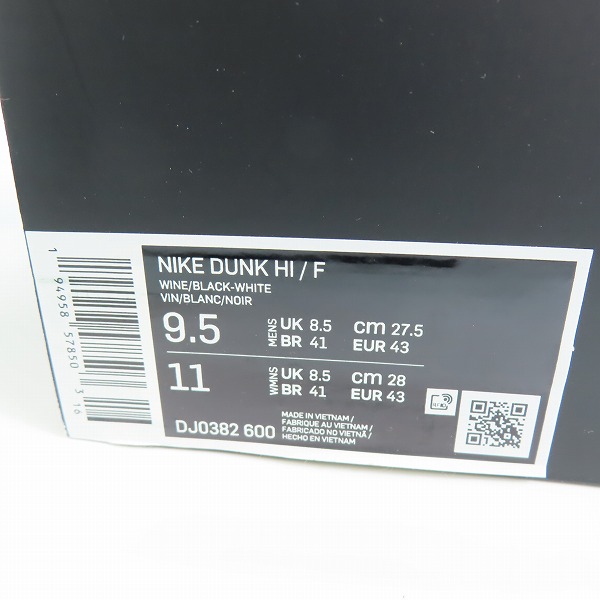 NIKE DUNK HI / F
WINE/BLACK-WHITE
VIN/BLANC/NOIR
9.5 MENS UK 8.5 cm 27.5
BR 41 EUR 43
11 WMNS UK 8.5 cm 28
BR 41 EUR 43
DJ0382 600
MADE IN VIETNAM /
FABRIQUE AU VIETNAM /
FABRICADO NO VIETNÃ /
HECHO EN VIETNAM
1 94958 57850 3 16